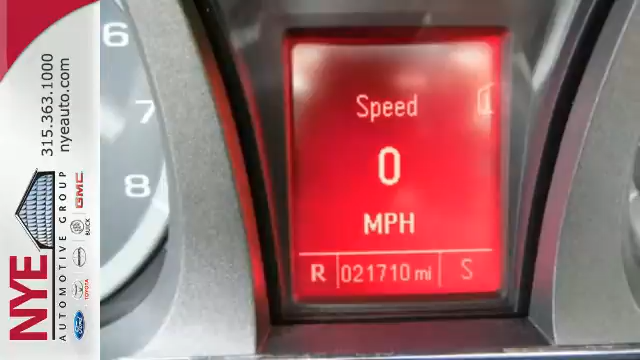 6
7
8
Speed
0
MPH
R 021710 mi S
315.363.1000
nyeauto.com
NYE
AUTOMOTIVE GROUP
Ford
TOYOTA
BUICK
GMC